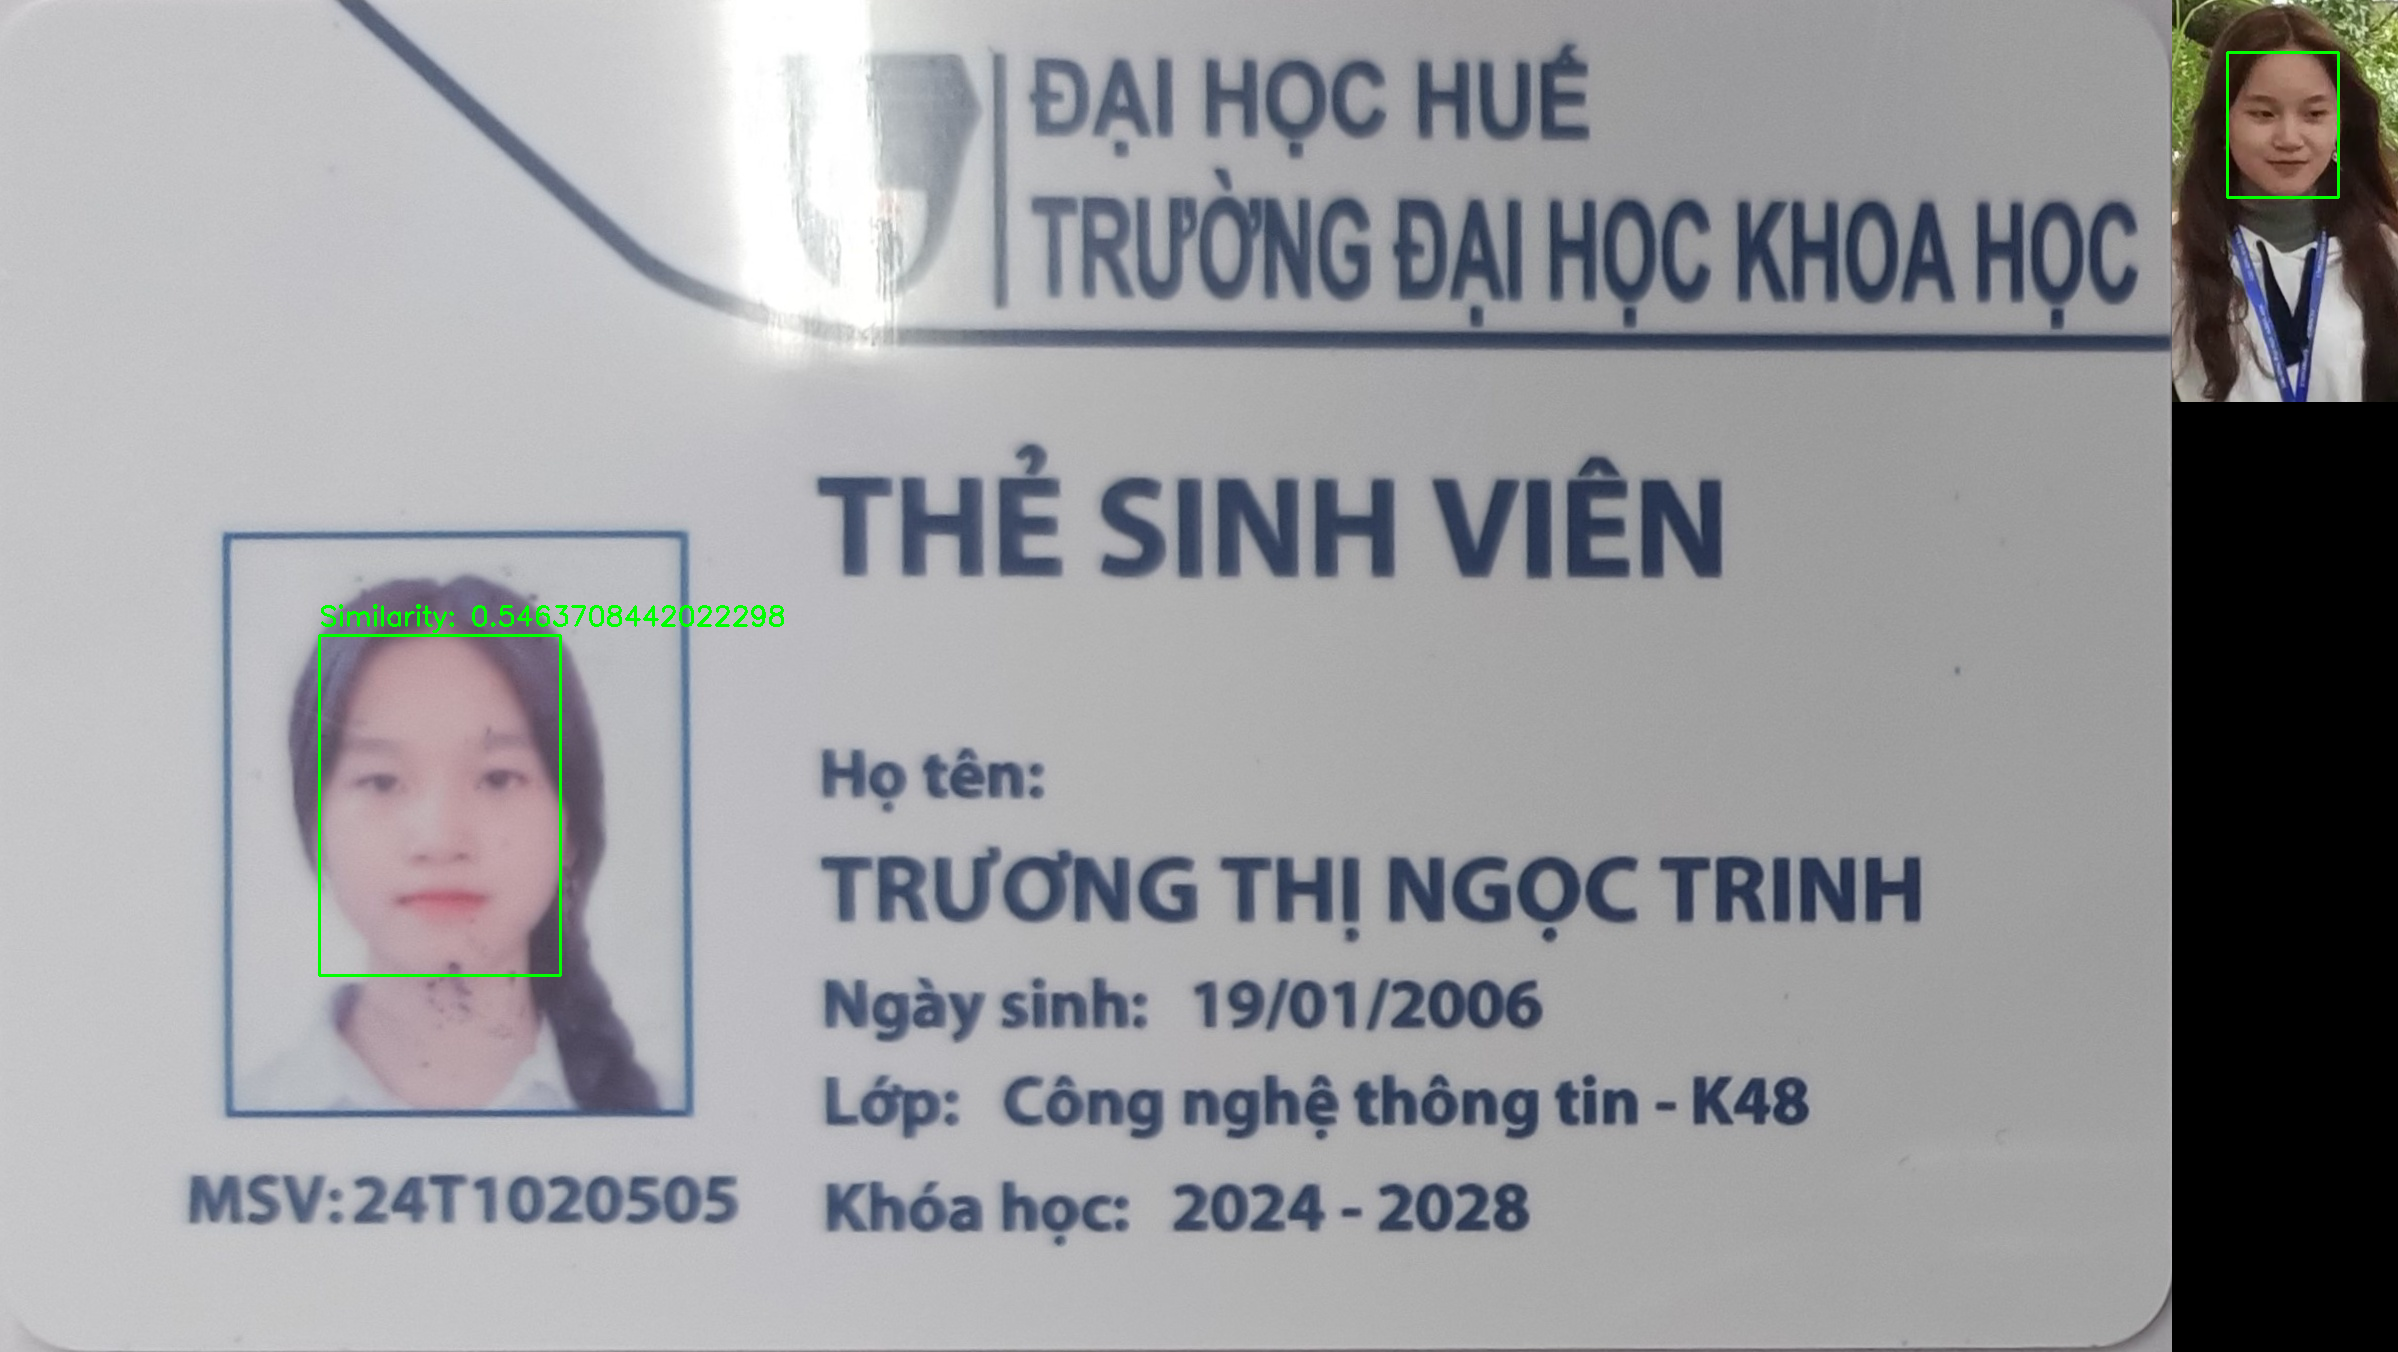 ĐẠI HỌC HUẾ
TRƯỜNG ĐẠI HỌC KHOA HỌC
THẺ SINH VIÊN
Similarity: 0.5463708442022298
Họ tên:
TRƯƠNG THỊ NGỌC TRINH
Ngày sinh: 19/01/2006
Lớp: Công nghệ thông tin - K48
MSV: 24T1020505
Khóa học: 2024 - 2028